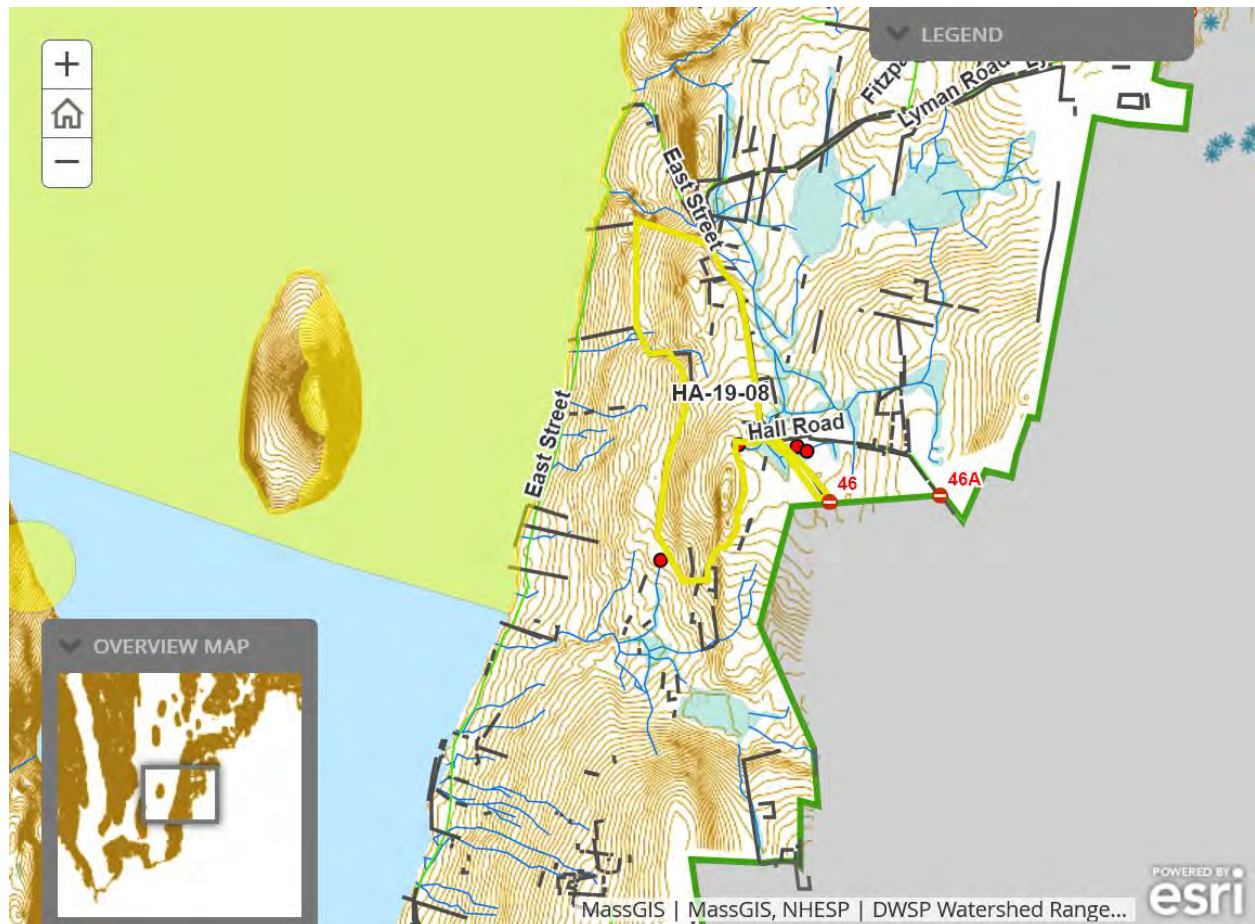 +
−
LEGEND
Fitzpa
Lyman Road
Ly
East Street
HA-19-08
Hall Road
East Street
46
46A
OVERVIEW MAP
POWERED BY
esri
MassGIS | MassGIS, NHESP | DWSP Watershed Range...